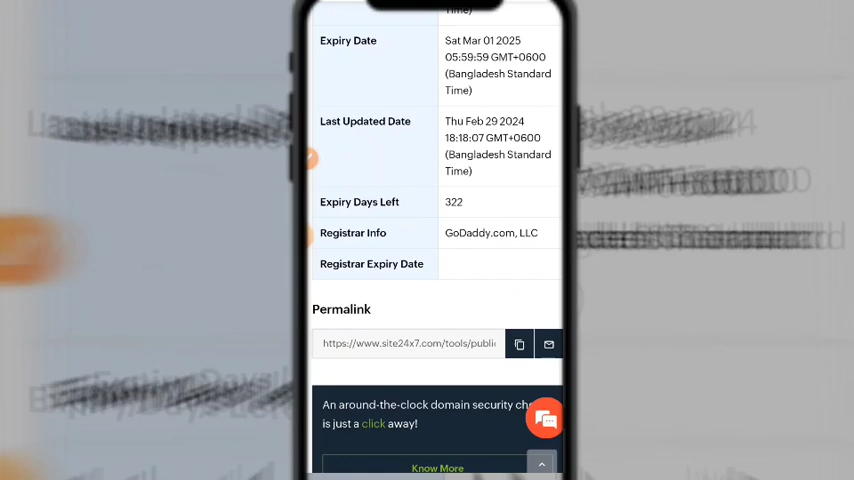 Time)
Expiry Date
Sat Mar 01 2025
05:59:59 GMT+0600
(Bangladesh Standard
Time)
Last Updated Date
Thu Feb 29 2024
18:18:07 GMT+0600
(Bangladesh Standard
Time)
Expiry Days Left
322
Registrar Info
GoDaddy.com, LLC
Registrar Expiry Date
Permalink
https://www.site24x7.com/tools/public
An around-the-clock domain security
is just a click away!
Know More